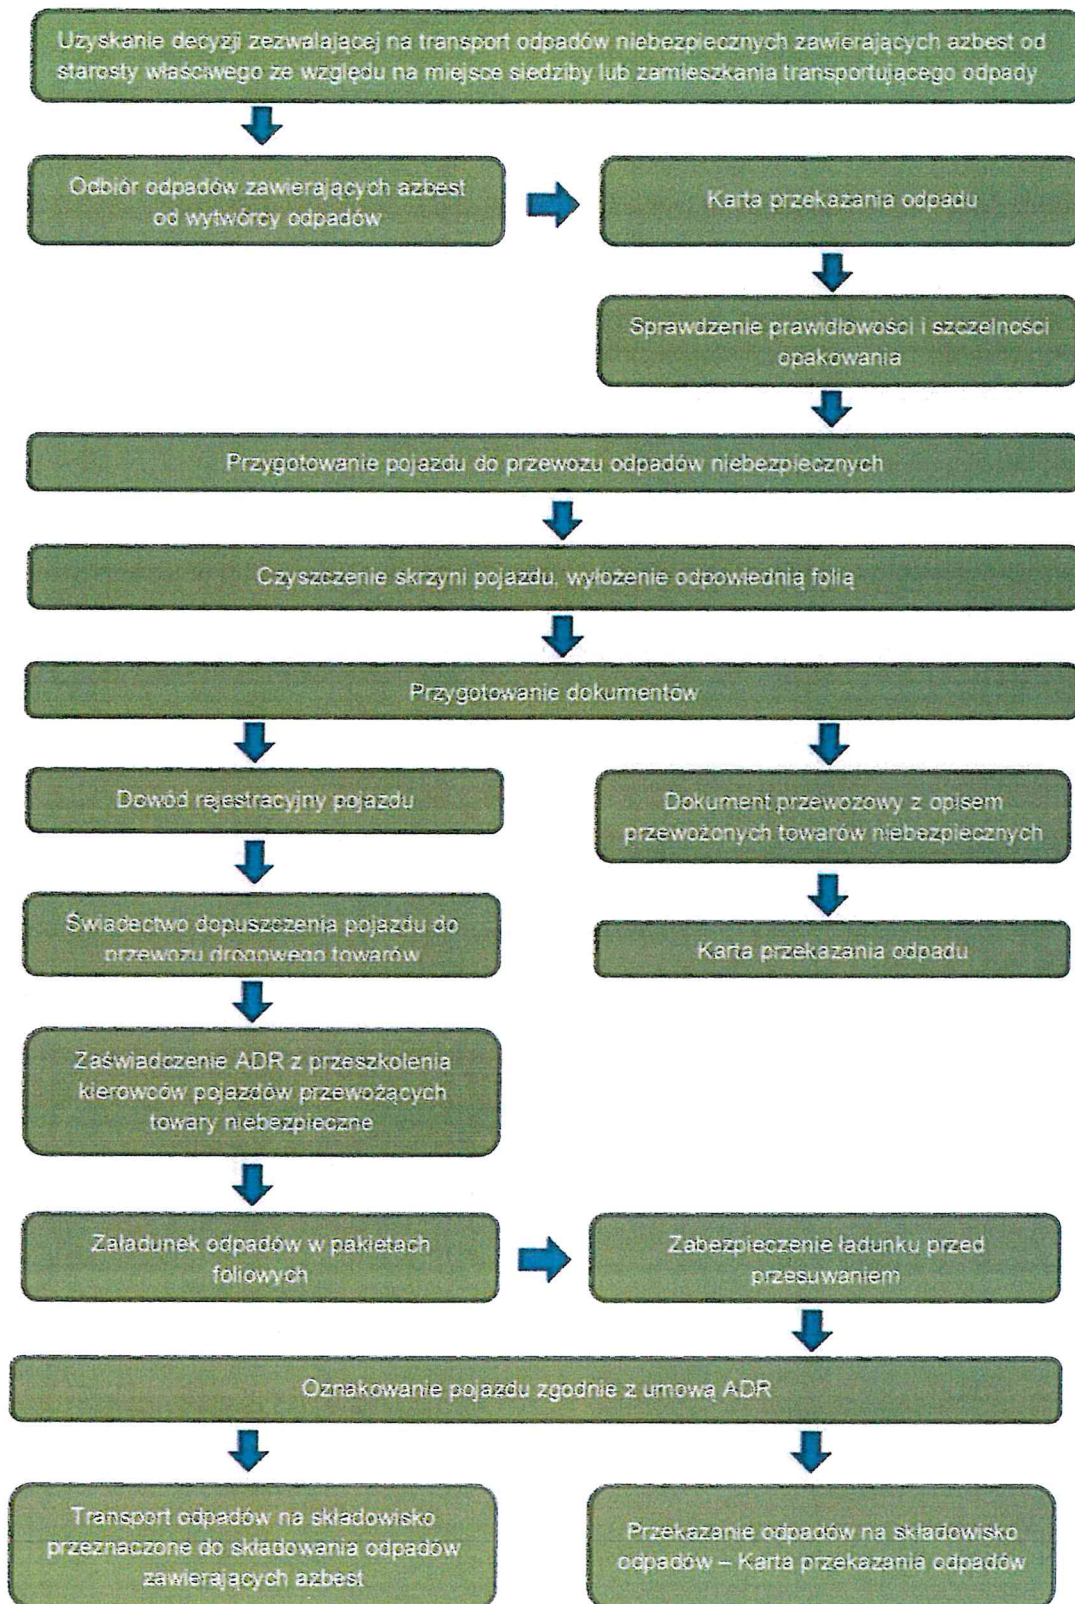 Uzyskanie decyzji zezwalającej na transport odpadów niebezpiecznych zawierających azbest od
starosty właściwego ze względu na miejsce siedziby lub zamieszkania transportującego odpady
Odbiór odpadów zawierających azbest
od wytwórcy odpadów
Karta przekazania odpadu
Sprawdzenie prawidłowości i szczelności
opakowania
Przygotowanie pojazdu do przewozu odpadów niebezpiecznych
Czyszczenie skrzyni pojazdu, wyłożenie odpowiednią folią
Przygotowanie dokumentów
Dowód rejestracyjny pojazdu
Dokument przewozowy z opisem
przewożonych towarów niebezpiecznych
Świadectwo dopuszczenia pojazdu do
przewozu drogowego towarów
Karta przekazania odpadu
Zaświadczenie ADR z przeszkolenia
kierowców pojazdów przewożących
towary niebezpieczne
Załadunek odpadów w pakietach
foliowych
Zabezpieczenie ładunku przed
przesuwaniem
Oznakowanie pojazdu zgodnie z umową ADR
Transport odpadów na składowisko
przeznaczone do składowania odpadów
zawierających azbest
Przekazanie odpadów na składowisko
odpadów – Karta przekazania odpadów